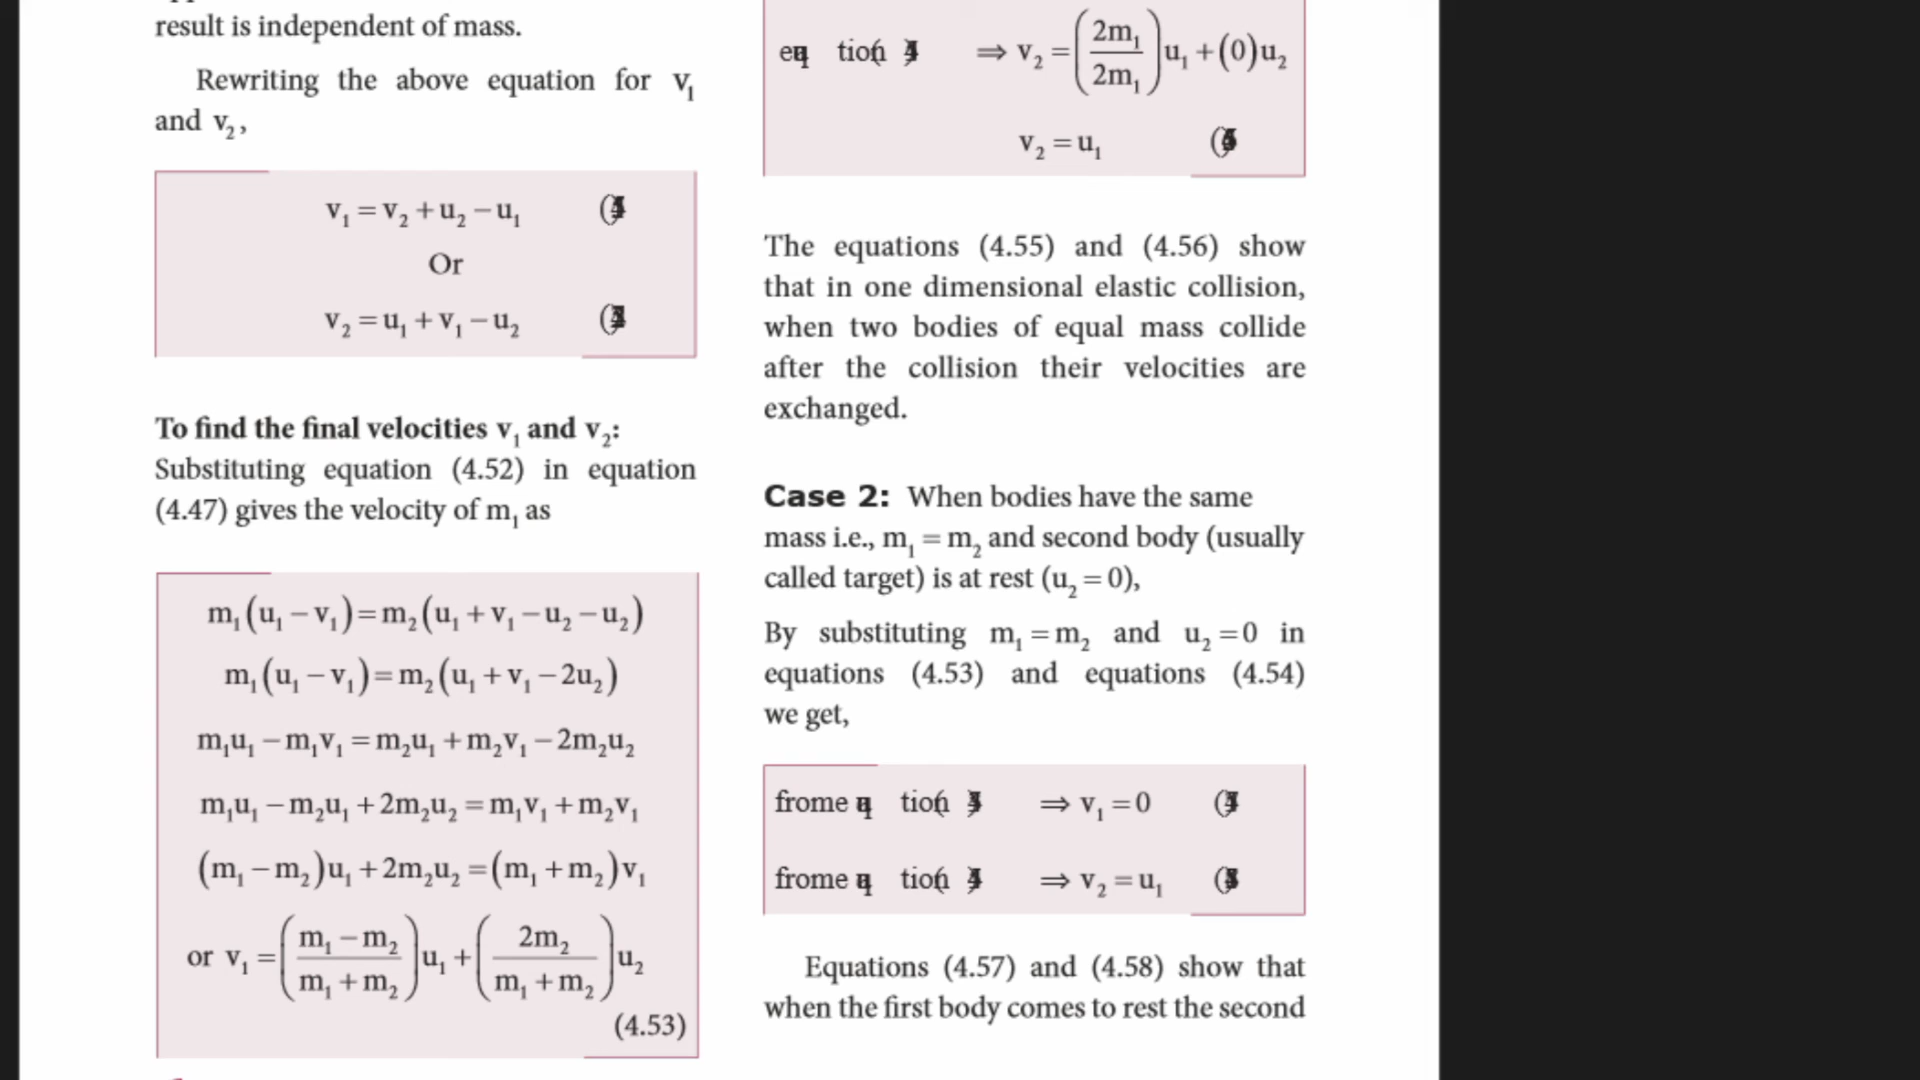 result is independent of mass.
Rewriting the above equation for v₁
and v₂,
v₁ = v₂ + u₂ − u₁
Or
v₂ = u₁ + v₁ − u₂
To find the final velocities v₁ and v₂:
Substituting equation (4.52) in equation
(4.47) gives the velocity of m₁ as
m₁(u₁ − v₁) = m₂(u₁ + v₁ − u₂ − u₂)
m₁(u₁ − v₁) = m₂(u₁ + v₁ − 2u₂)
m₁u₁ − m₁v₁ = m₂u₁ + m₂v₁ − 2m₂u₂
m₁u₁ − m₂u₁ + 2m₂u₂ = m₁v₁ + m₂v₁
(m₁ − m₂)u₁ + 2m₂u₂ = (m₁ + m₂)v₁
or v₁ = ((m₁ − m₂)/(m₁ + m₂))u₁ + (2m₂/(m₁ + m₂))u₂
(4.53)
⇒ v₂ = (2m₁/2m₁)u₁ + (0)u₂
v₂ = u₁
The equations (4.55) and (4.56) show
that in one dimensional elastic collision,
when two bodies of equal mass collide
after the collision their velocities are
exchanged.
Case 2: When bodies have the same
mass i.e., m₁ = m₂ and second body (usually
called target) is at rest (u₂ = 0),
By substituting m₁ = m₂ and u₂ = 0 in
equations (4.53) and equations (4.54)
we get,
from ⇒ v₁ = 0
from ⇒ v₂ = u₁
Equations (4.57) and (4.58) show that
when the first body comes to rest the second